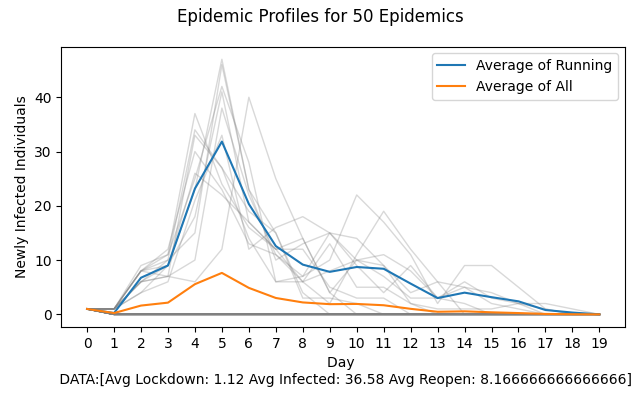 Epidemic Profiles for 50 Epidemics
Average of Running
Average of All
Newly Infected Individuals
40
30
20
10
0
0 1 2 3 4 5 6 7 8 9 10 11 12 13 14 15 16 17 18 19
Day
DATA:[Avg Lockdown: 1.12 Avg Infected: 36.58 Avg Reopen: 8.166666666666666]